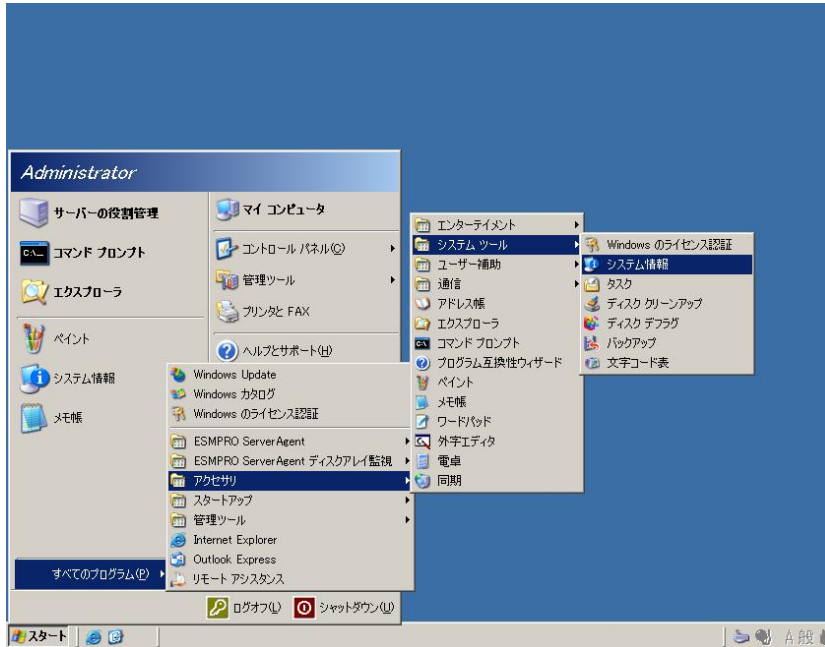 Administrator
サーバーの役割管理
コマンド プロンプト
エクスプローラ
ペイント
システム情報
メモ帳
すべてのプログラム(P)
マイ コンピュータ
コントロール パネル(C)
管理ツール
プリンタと FAX
ヘルプとサポート(H)
Windows Update
Windows カタログ
Windows のライセンス認証
ESMPRO ServerAgent
ESMPRO ServerAgent ディスクアレイ監視
アクセサリ
スタートアップ
管理ツール
Internet Explorer
Outlook Express
リモート アシスタンス
エンターテイメント
システム ツール
ユーザー補助
通信
アドレス帳
エクスプローラ
コマンド プロンプト
プログラム互換性ウィザード
ペイント
メモ帳
ワードパッド
外字エディタ
電卓
同期
Windows のライセンス認証
システム情報
タスク
ディスク クリーンアップ
ディスク デフラグ
バックアップ
文字コード表
ログオフ(L)
シャットダウン(U)
スタート
A 般